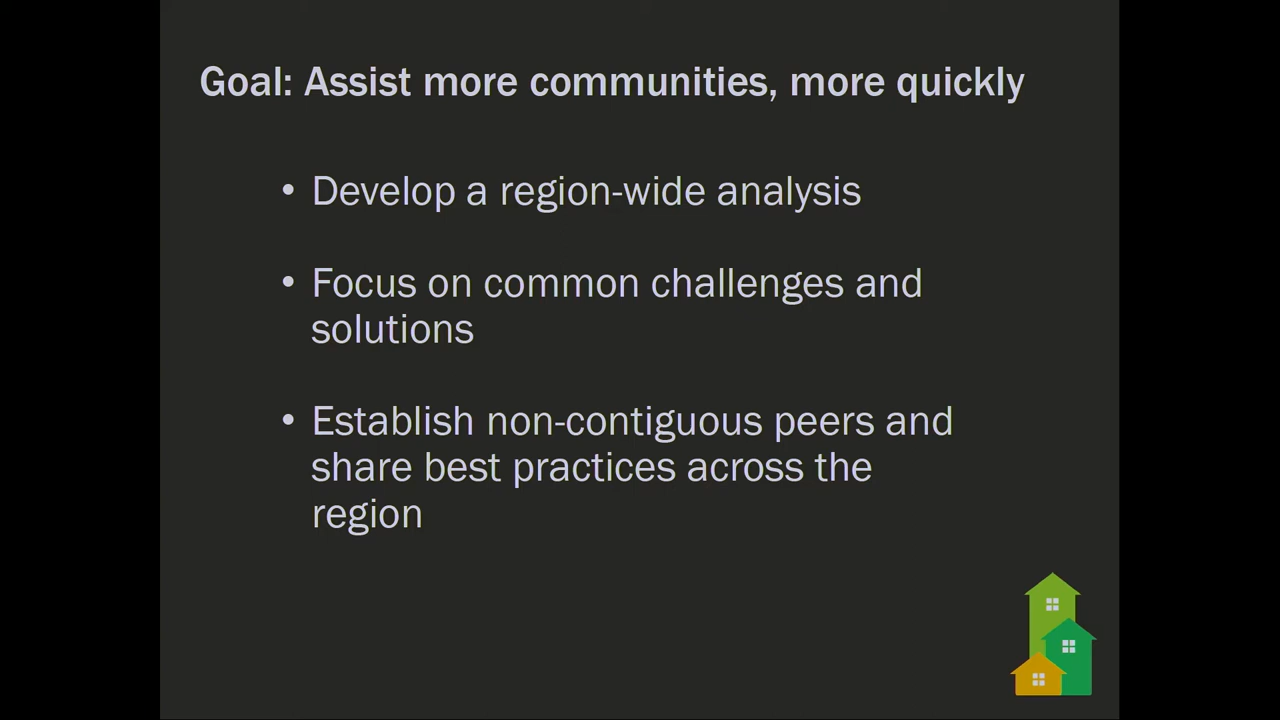 Goal: Assist more communities, more quickly
• Develop a region-wide analysis
• Focus on common challenges and
solutions
• Establish non-contiguous peers and
share best practices across the
region